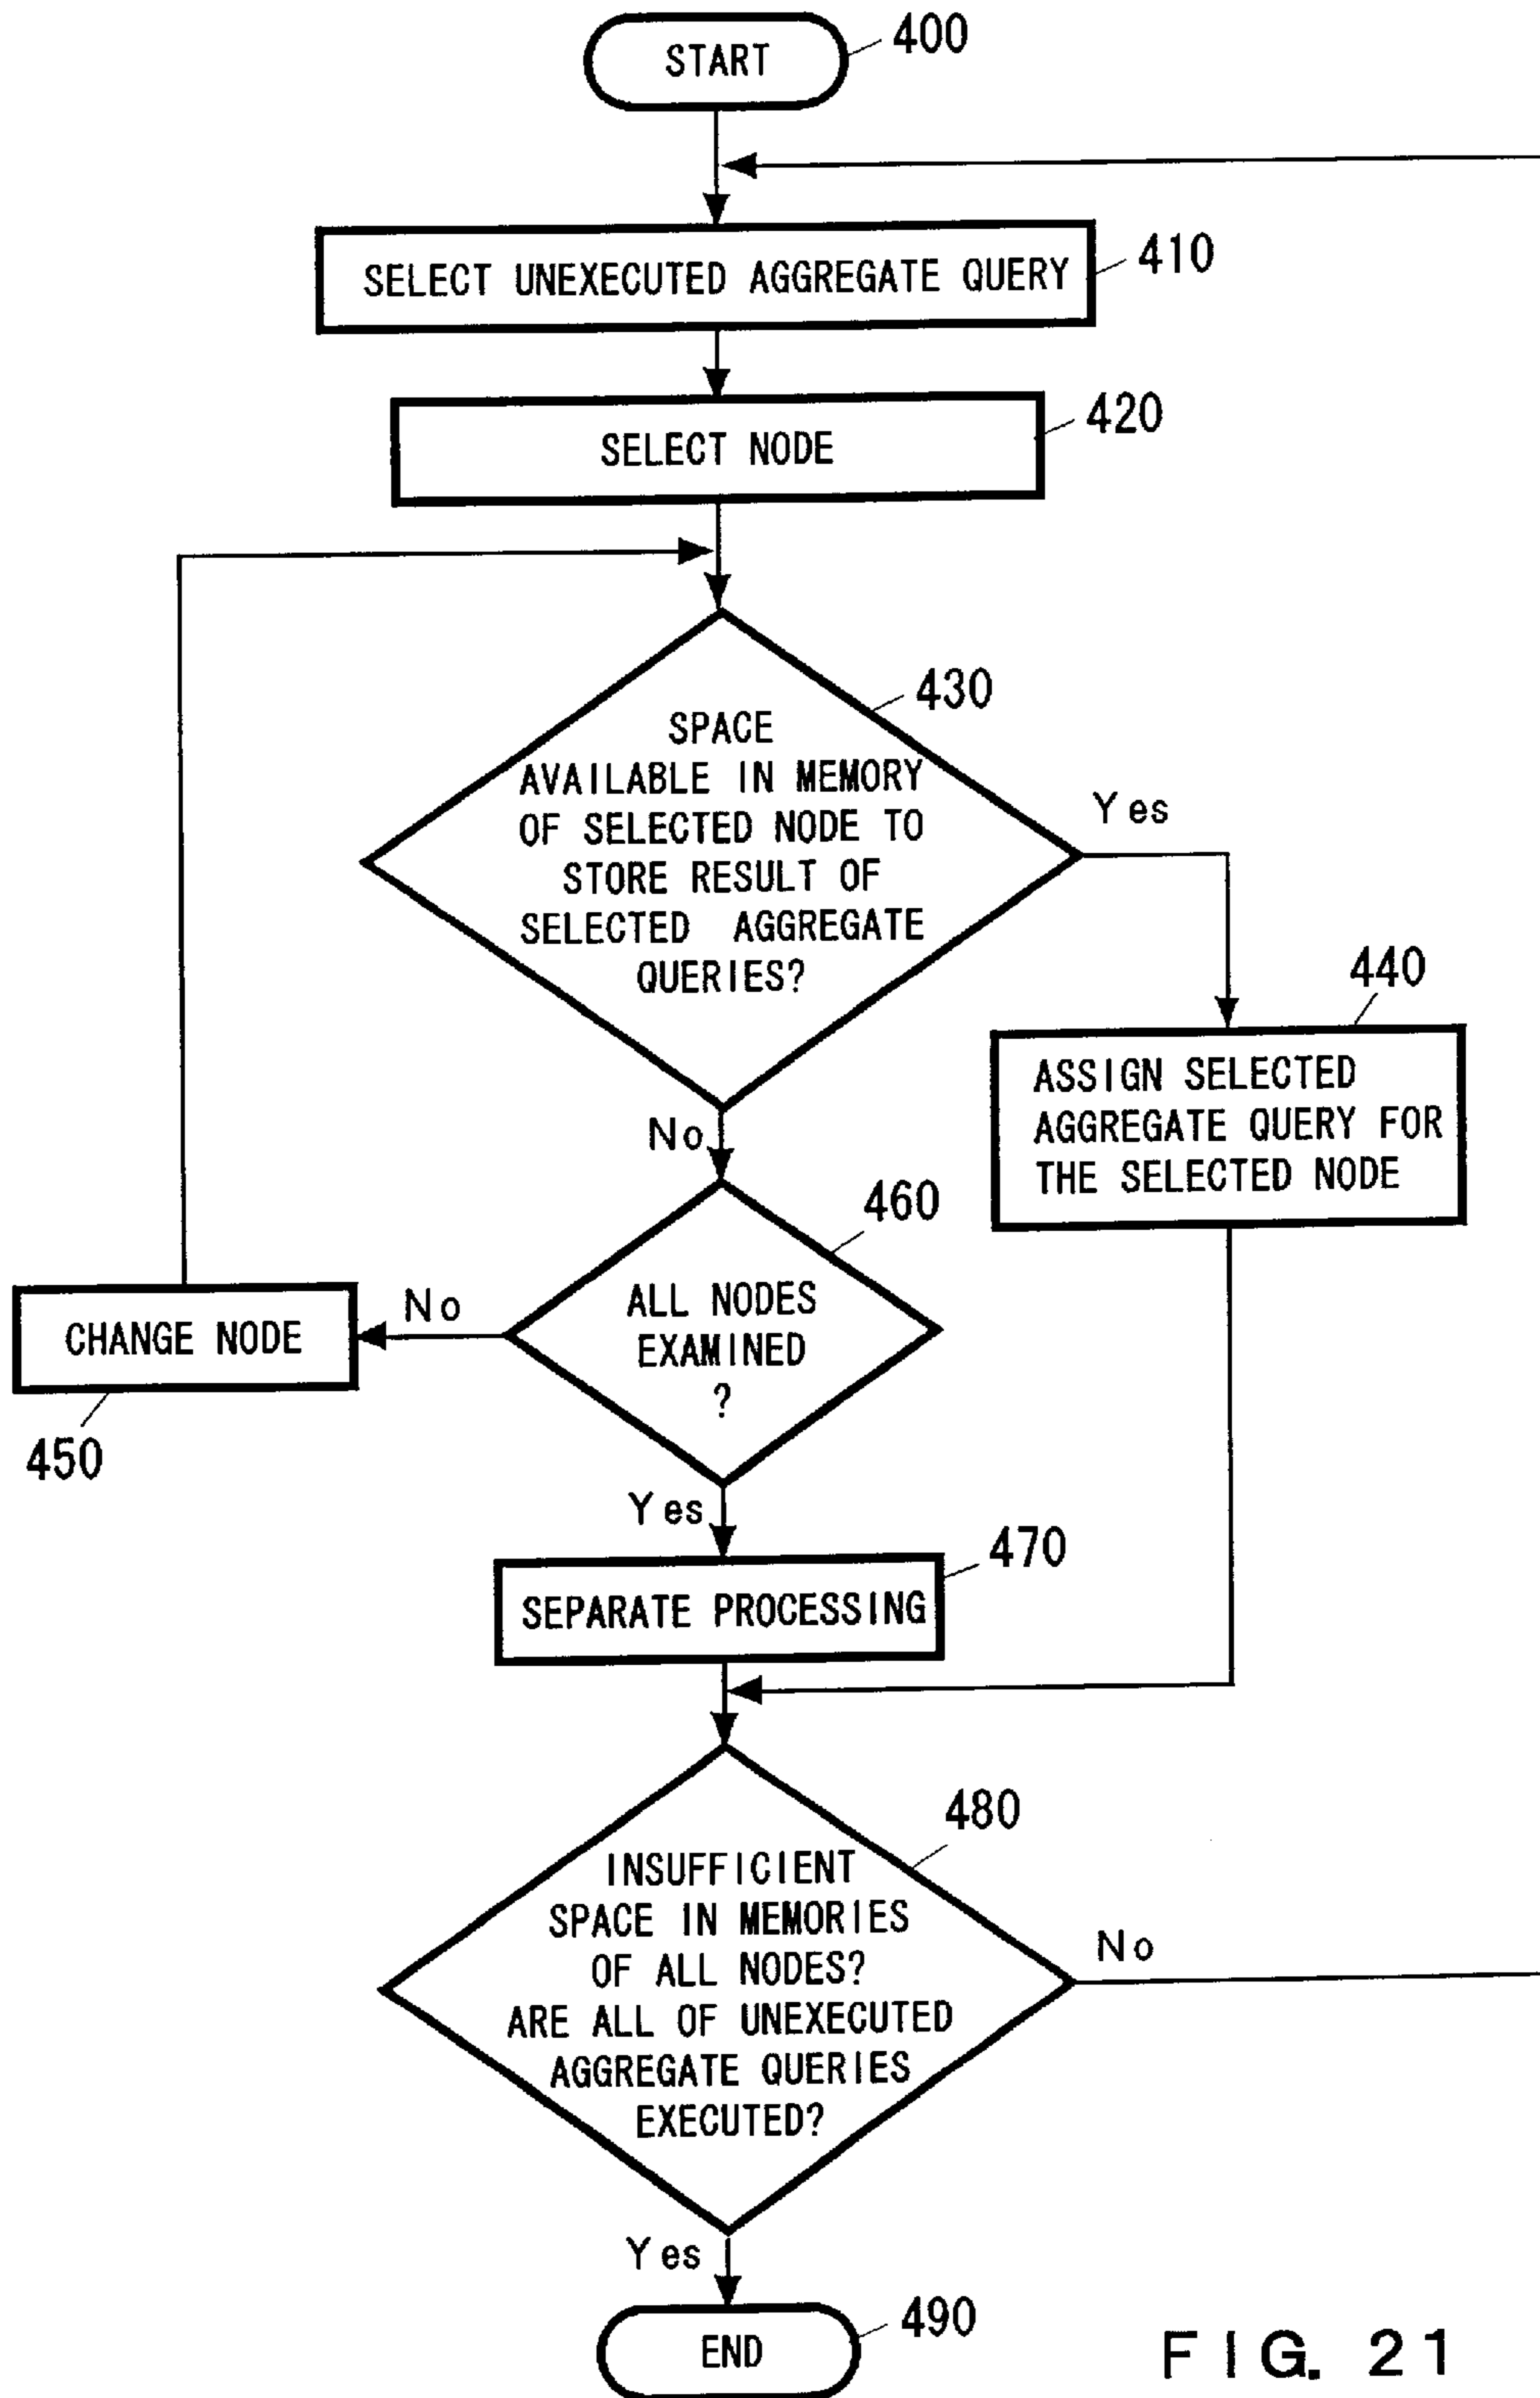 START
400
SELECT UNEXECUTED AGGREGATE QUERY
410
SELECT NODE
420
430
SPACE
AVAILABLE IN MEMORY
OF SELECTED NODE TO
STORE RESULT OF
SELECTED AGGREGATE
QUERIES?
Yes
440
ASSIGN SELECTED
AGGREGATE QUERY FOR
THE SELECTED NODE
No
460
ALL NODES
EXAMINED
?
No
CHANGE NODE
450
Yes
470
SEPARATE PROCESSING
480
INSUFFICIENT
SPACE IN MEMORIES
OF ALL NODES?
ARE ALL OF UNEXECUTED
AGGREGATE QUERIES
EXECUTED?
No
Yes
490
END
FIG. 21